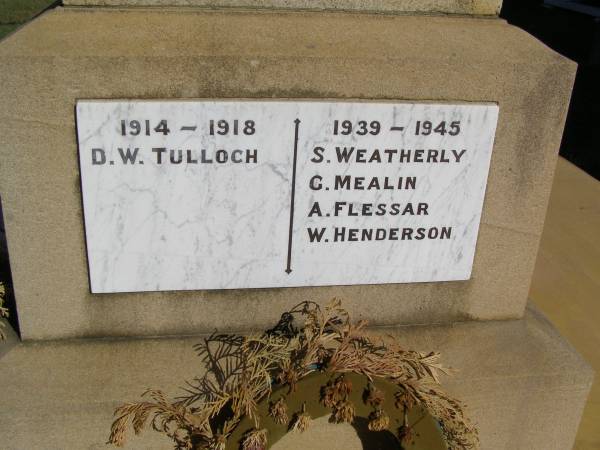 1914 – 1918
D.W. TULLOCH
1939 – 1945
S. WEATHERLY
G. MEALIN
A. FLESSAR
W. HENDERSON